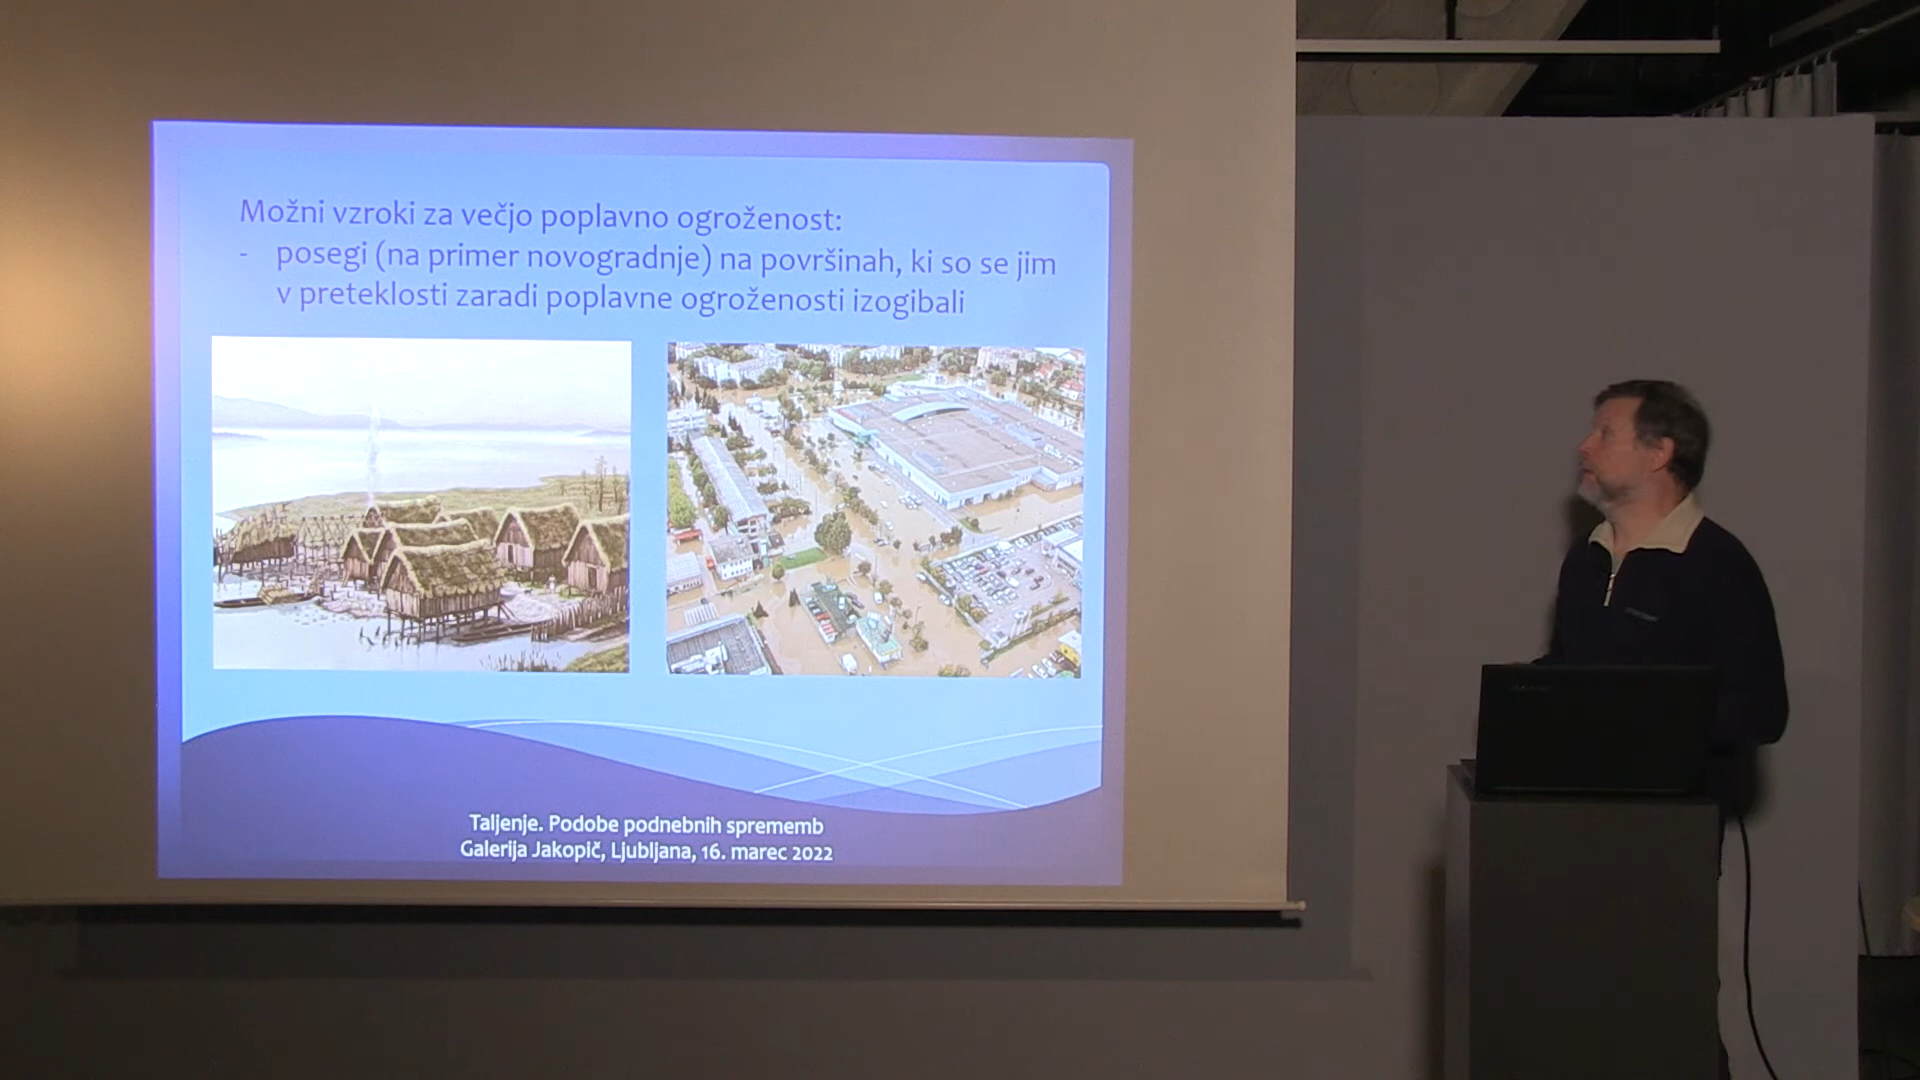 Možni vzroki za večjo poplavno ogroženost:
- posegi (na primer novogradnje) na površinah, ki so se jim
v preteklosti zaradi poplavne ogroženosti izogibali
Taljenje. Podobe podnebnih sprememb
Galerija Jakopič, Ljubljana, 16. marec 2022